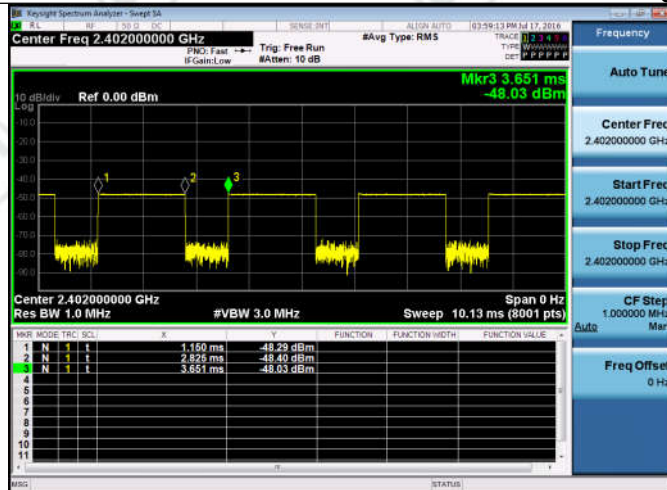 Keysight Spectrum Analyzer - Swept SA
RL RF 50 Ω DC SENSE:INT ALIGN AUTO 03:59:13 PM Jul 17, 2016
Center Freq 2.402000000 GHz
PNO: Fast
IFGain:Low
Trig: Free Run
#Atten: 10 dB
#Avg Type: RMS
TRACE 1 2 3 4 5 6
TYPE W
DET P P P P P P
Mkr3 3.651 ms
-48.03 dBm
10 dB/div Ref 0.00 dBm
Log
-10.0
-20.0
-30.0
-40.0
-50.0
-60.0
-70.0
-80.0
-90.0
1
2
3
Center 2.402000000 GHz Span 0 Hz
Res BW 1.0 MHz #VBW 3.0 MHz Sweep 10.13 ms (8001 pts)
MKR MODE TRC SCL X Y FUNCTION FUNCTION WIDTH FUNCTION VALUE
1 N 1 t 1.150 ms -48.29 dBm
2 N 1 t 2.825 ms -48.40 dBm
3 N 1 t 3.651 ms -48.03 dBm
4
5
6
7
8
9
10
11
MSG STATUS
Frequency
Auto Tune
Center Freq
2.402000000 GHz
Start Freq
2.402000000 GHz
Stop Freq
2.402000000 GHz
CF Step
1.000000 MHz
Auto Man
Freq Offset
0 Hz